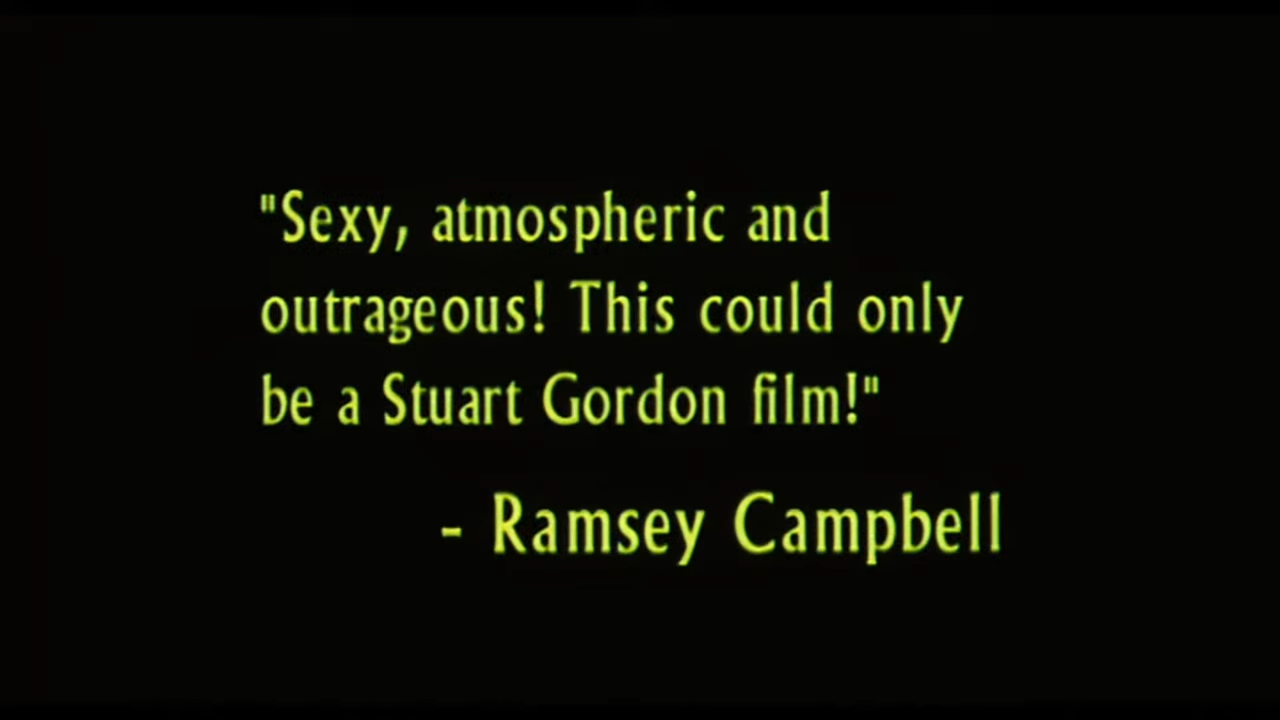 "Sexy, atmospheric and
outrageous! This could only
be a Stuart Gordon film!"
- Ramsey Campbell